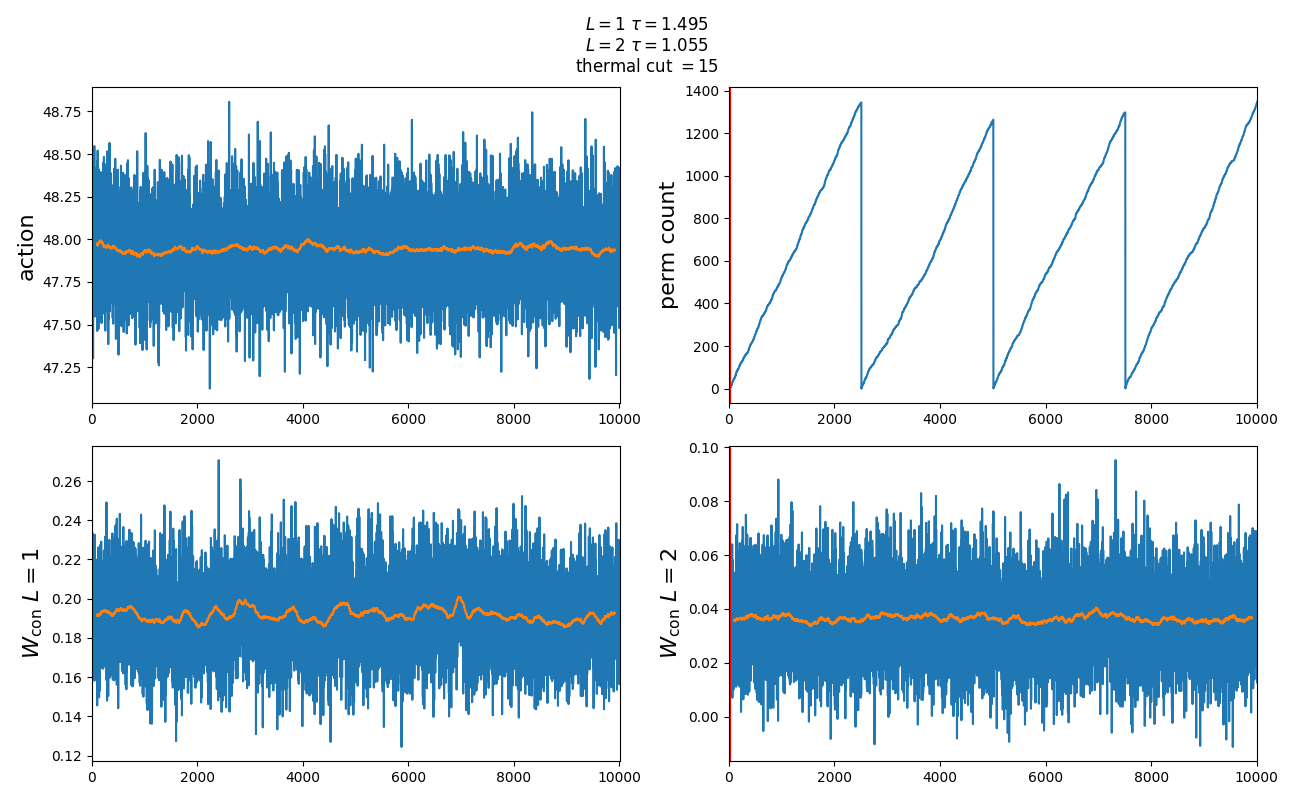 L = 1 τ = 1.495
L = 2 τ = 1.055
thermal cut = 15
48.75
48.50
48.25
48.00
47.75
47.50
47.25
action
0 2000 4000 6000 8000 10000
1400
1200
1000
800
600
400
200
0
perm count
0 2000 4000 6000 8000 10000
0.26
0.24
0.22
0.20
0.18
0.16
0.14
0.12
W_con L = 1
0 2000 4000 6000 8000 10000
0.10
0.08
0.06
0.04
0.02
0.00
W_con L = 2
0 2000 4000 6000 8000 10000